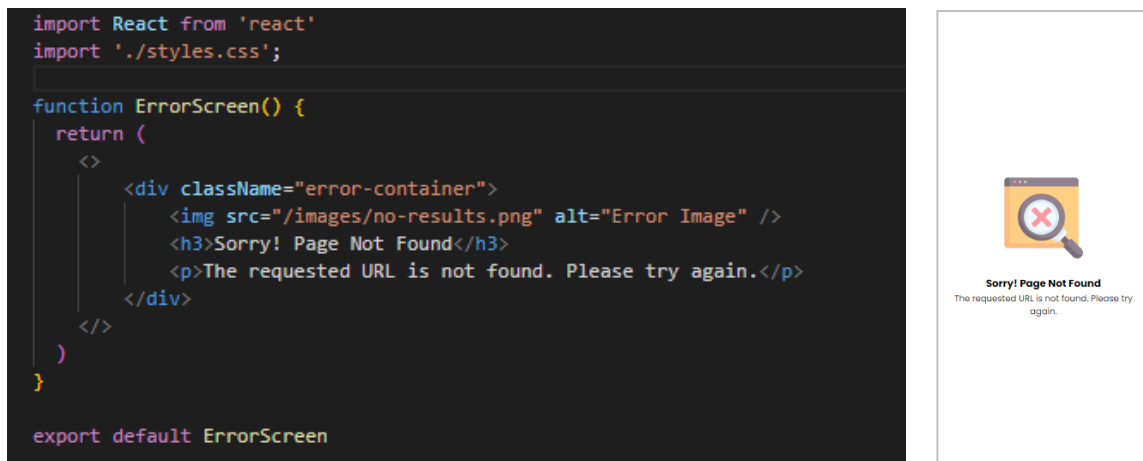 import React from 'react'
import './styles.css';
function ErrorScreen() {
return (
<>
<div className="error-container">
<img src="/images/no-results.png" alt="Error Image" />
<h3>Sorry! Page Not Found</h3>
<p>The requested URL is not found. Please try again.</p>
</div>
</>
)
}
export default ErrorScreen
Sorry! Page Not Found
The requested URL is not found. Please try
again.